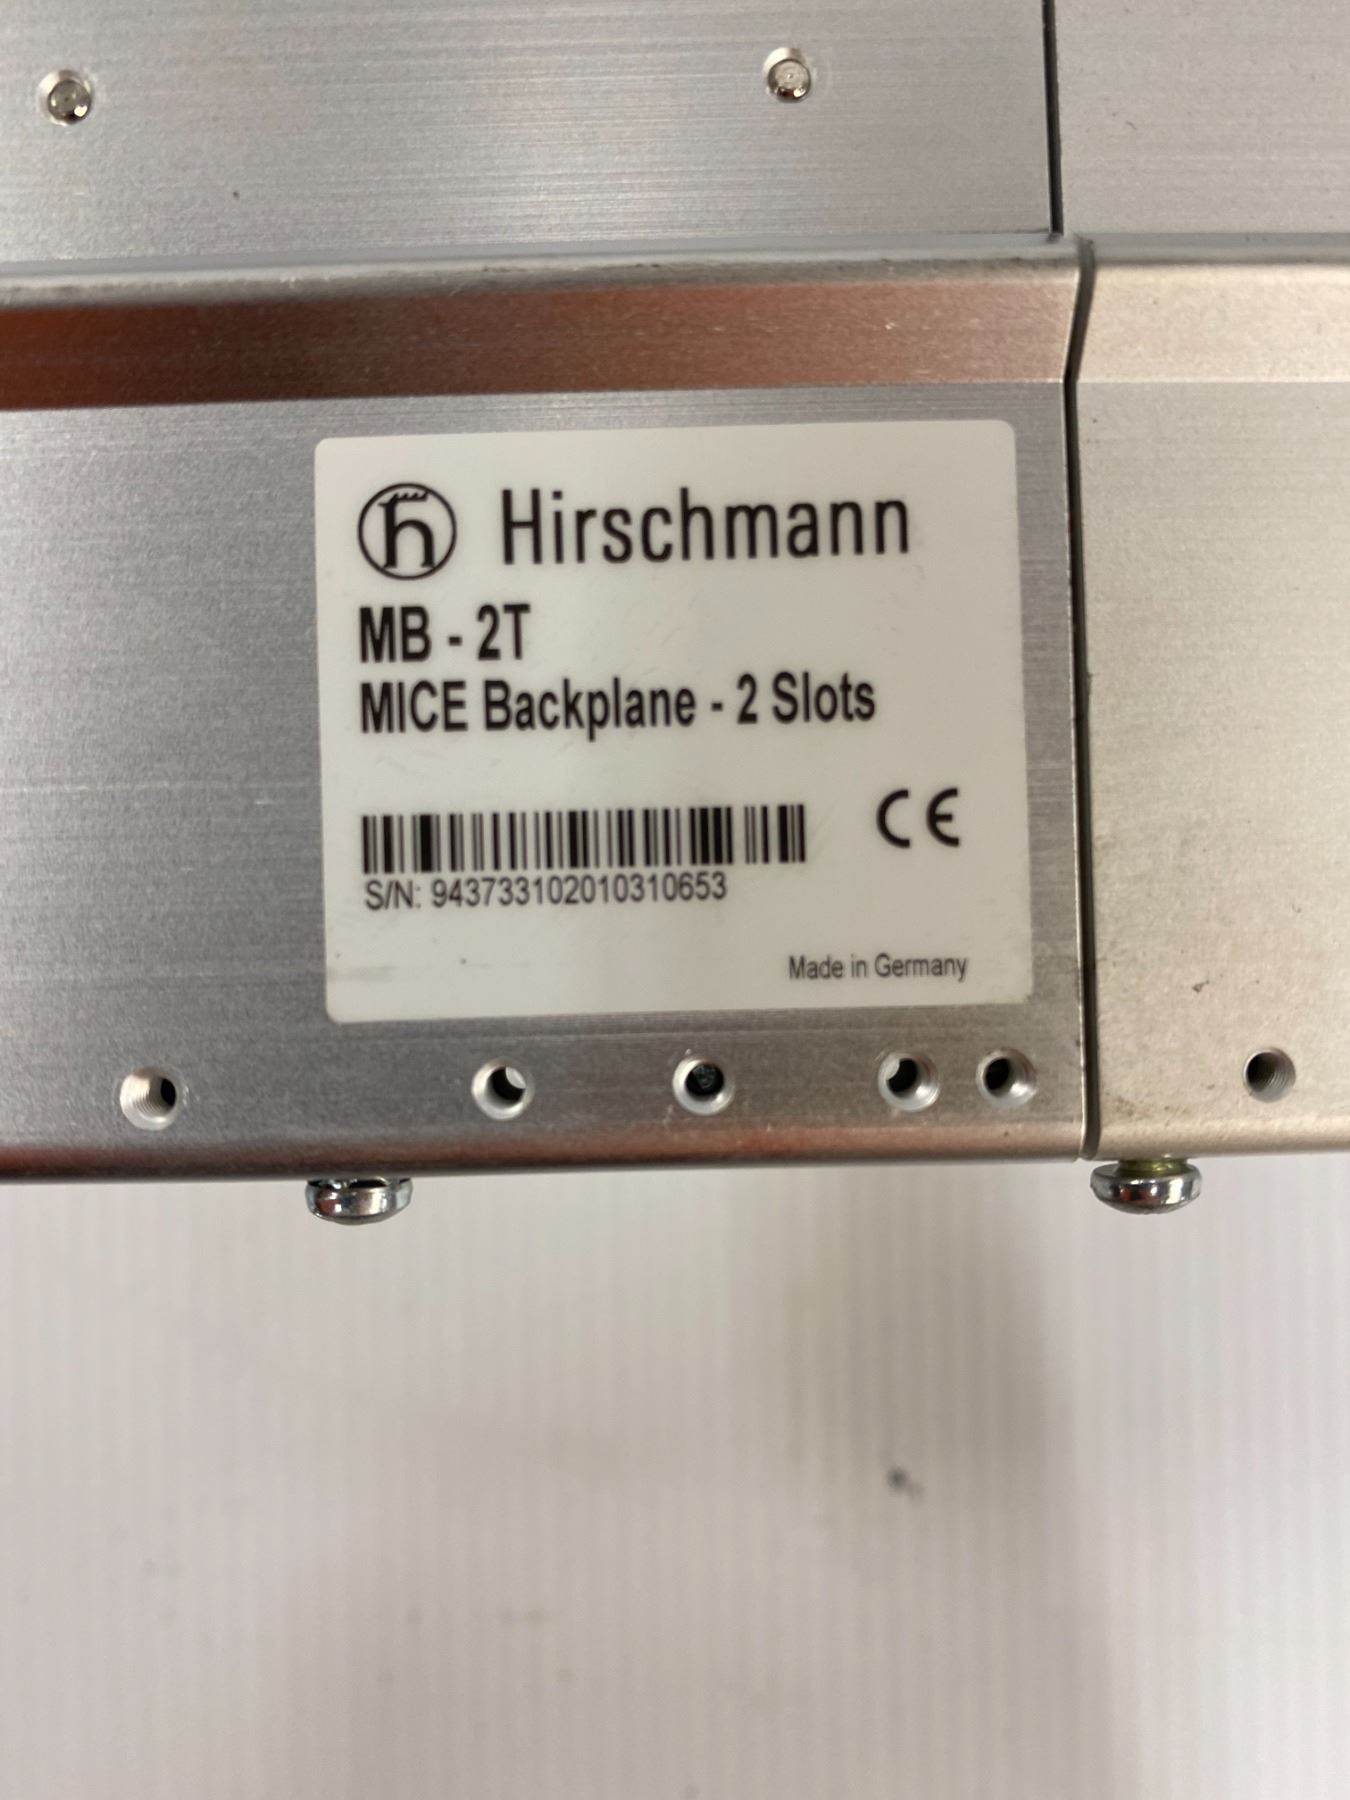 Hirschmann
MB - 2T
MICE Backplane - 2 Slots
CE
S/N: 943733102010310653
Made in Germany